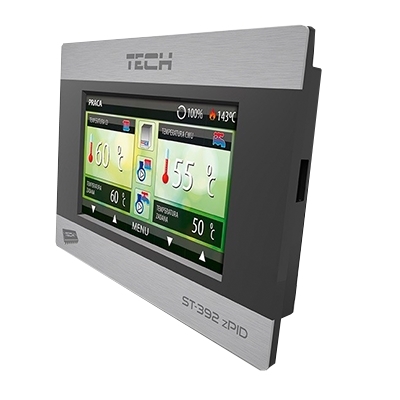 TECH
PRACA 100% 143°C
TEMPERATURA CO TEMPERATURA CWU
60 °C 55 °C
TEMPERATURA ZADANA 60 °C TEMPERATURA ZADANA 50 °C
MENU
TECH
ST-392 zPID